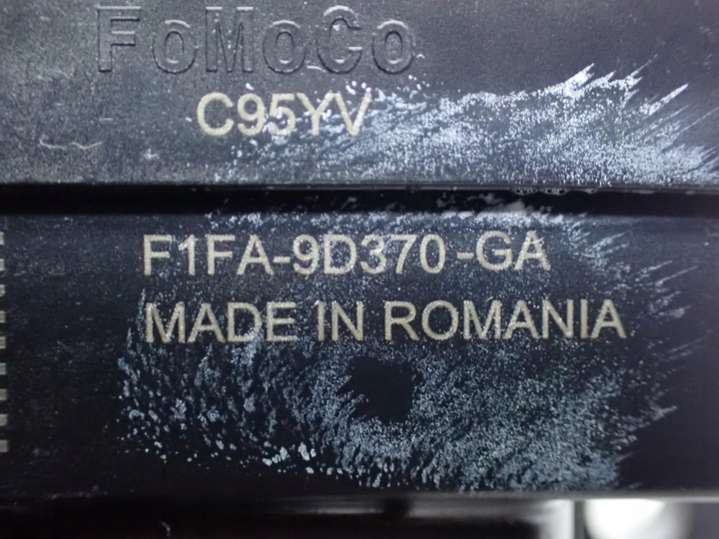 FoMoCo
C95YV
F1FA-9D370-GA
MADE IN ROMANIA